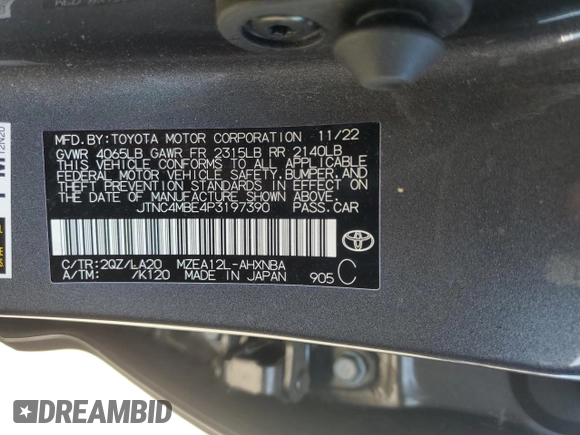 MFD.BY:TOYOTA MOTOR CORPORATION 11/22
GVWR 4065LB GAWR FR 2315LB RR 2140LB
THIS VEHICLE CONFORMS TO ALL APPLICABLE
FEDERAL MOTOR VEHICLE SAFETY,BUMPER,AND
THEFT PREVENTION STANDARDS IN EFFECT ON
THE DATE OF MANUFACTURE SHOWN ABOVE.
JTNC4MBE4P3197390 PASS.CAR
C/TR:2QZ/LA20 MZEA12L-AHXNBA
A/TM: /K120 MADE IN JAPAN 905 C
12N20
DREAMBID